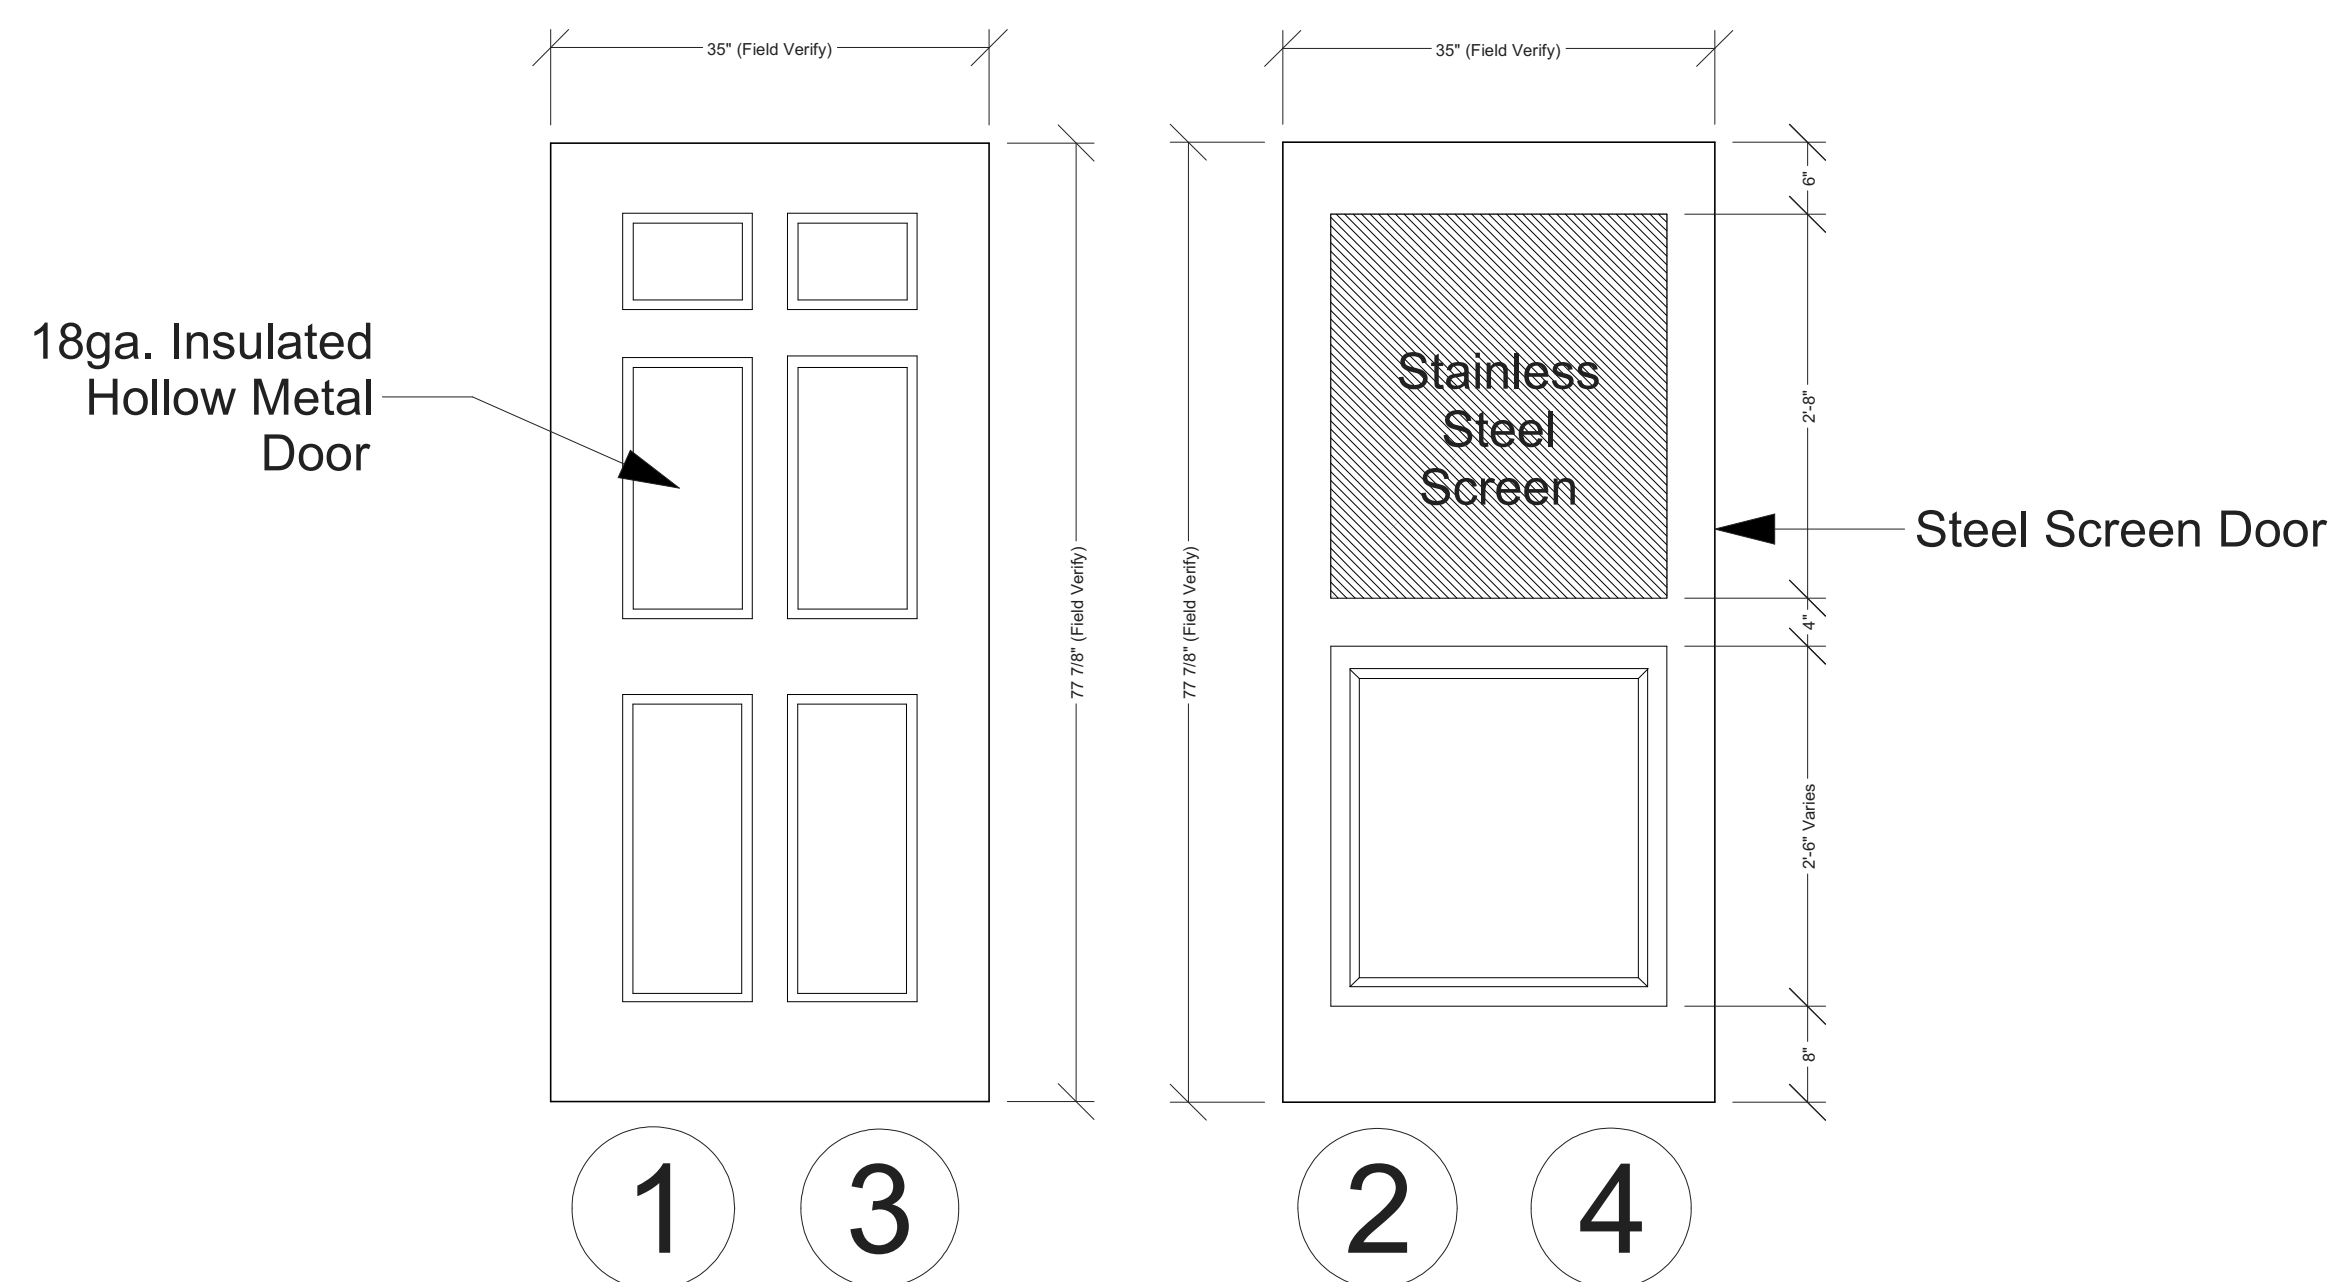 35" (Field Verify)
35" (Field Verify)
18ga. Insulated
Hollow Metal
Door
77 7/8" (Field Verify)
77 7/8" (Field Verify)
Stainless
Steel
Screen
6"
2'-8"
4"
2'-6" Varies
8"
Steel Screen Door
1
3
2
4